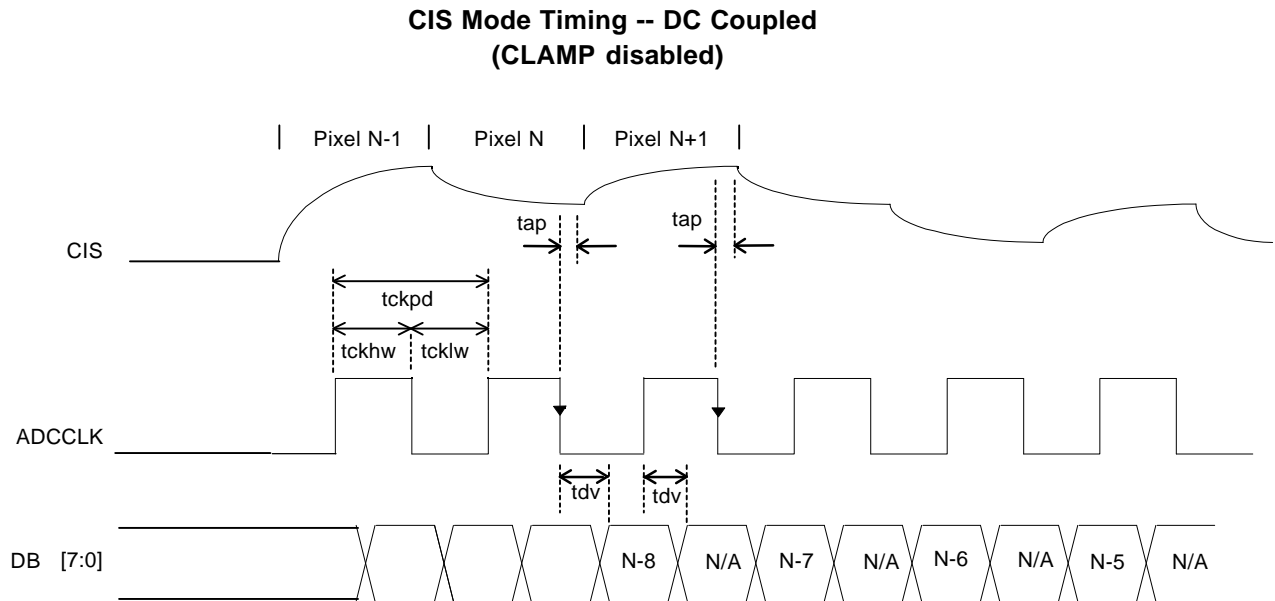 CIS Mode Timing -- DC Coupled
(CLAMP disabled)
| Pixel N-1 | Pixel N | Pixel N+1 |
tap
tap
CIS
tckpd
tckhw
tcklw
ADCCLK
tdv
tdv
DB [7:0]
N-8
N/A
N-7
N/A
N-6
N/A
N-5
N/A